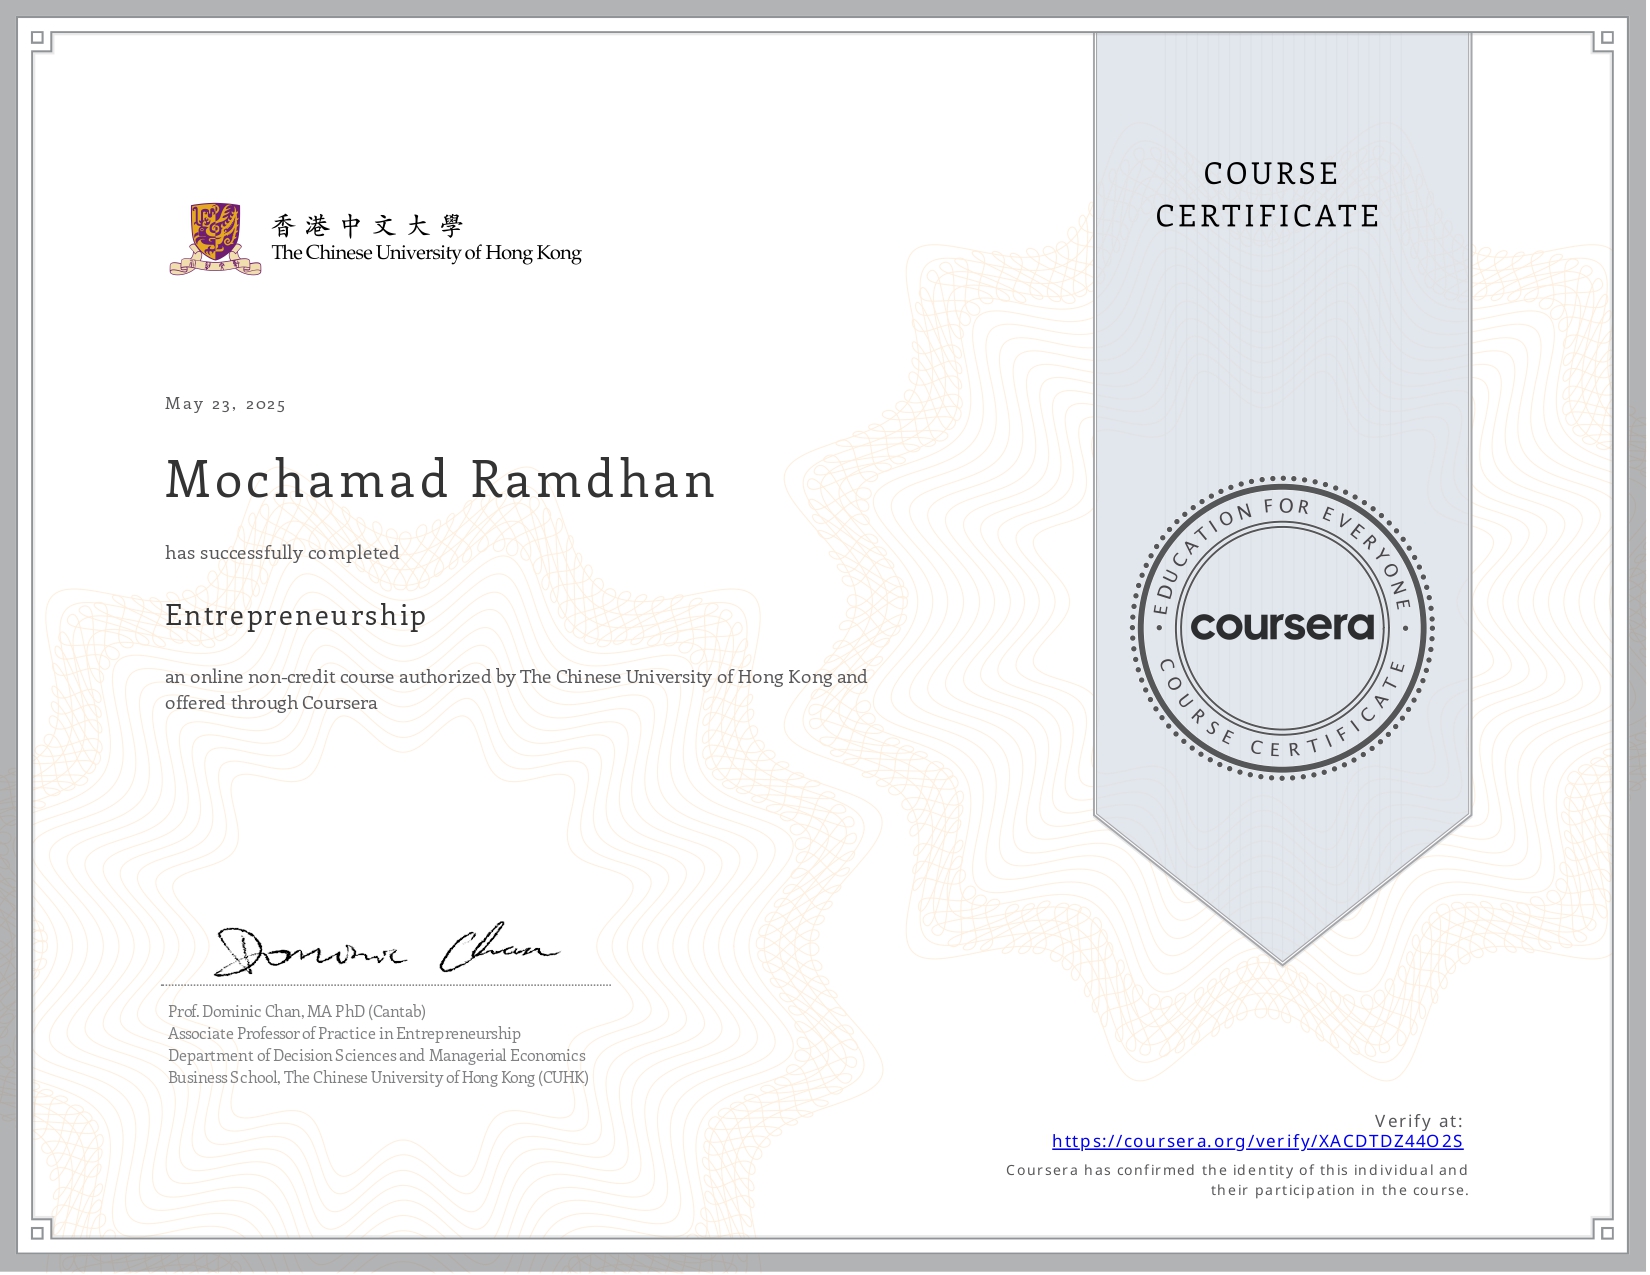 香港中文大學
The Chinese University of Hong Kong
COURSE
CERTIFICATE
May 23, 2025
Mochamad Ramdhan
has successfully completed
Entrepreneurship
an online non-credit course authorized by The Chinese University of Hong Kong and
offered through Coursera
EDUCATION FOR EVERYONE
coursera
COURSE CERTIFICATE
Dominic Chan
Prof. Dominic Chan, MA PhD (Cantab)
Associate Professor of Practice in Entrepreneurship
Department of Decision Sciences and Managerial Economics
Business School, The Chinese University of Hong Kong (CUHK)
Verify at:
https://coursera.org/verify/XACDTDZ44O2S
Coursera has confirmed the identity of this individual and
their participation in the course.